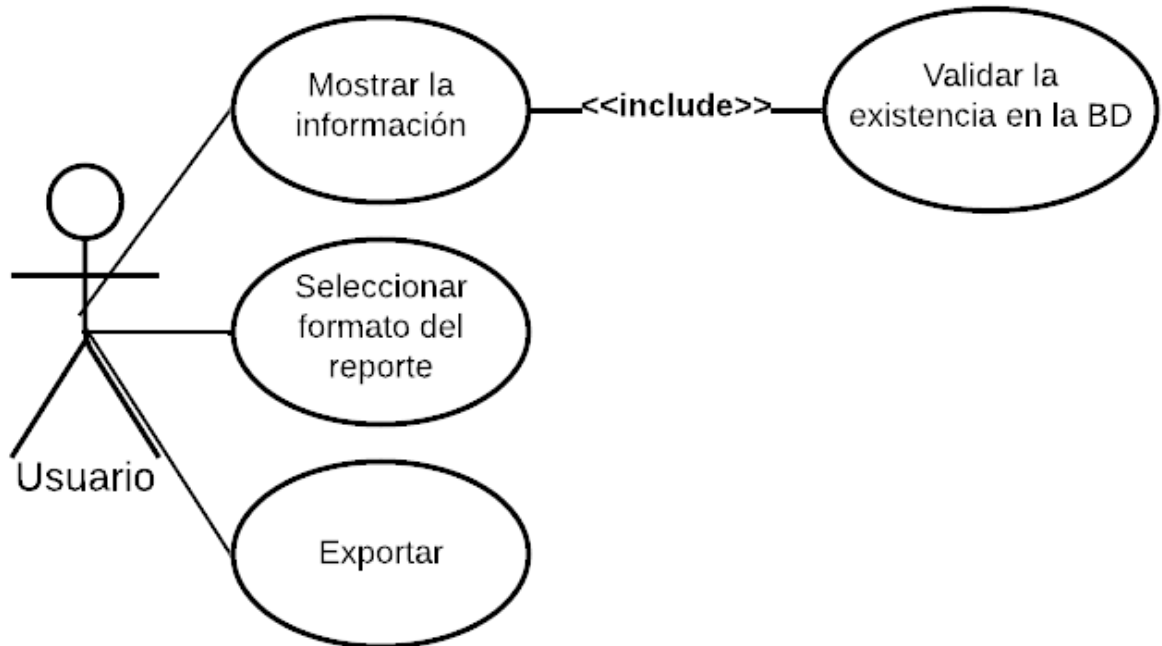 Mostrar la
información
<<include>>
Validar la
existencia en la BD
Seleccionar
formato del
reporte
Usuario
Exportar